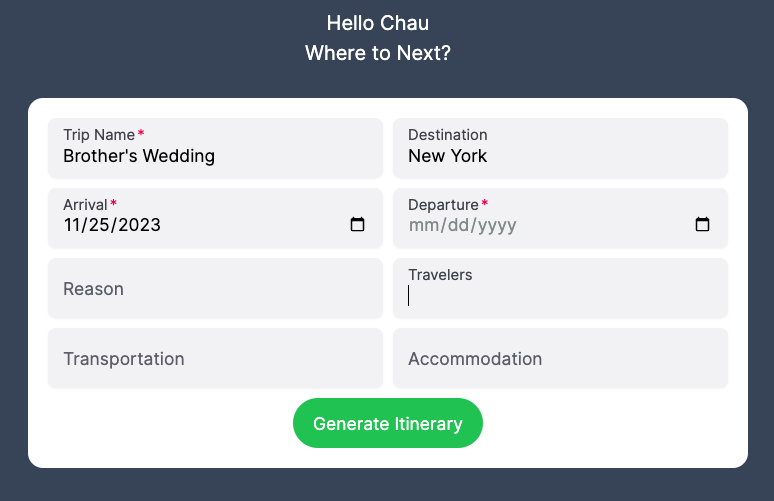 Hello Chau
Where to Next?
Trip Name*
Brother's Wedding
Destination
New York
Arrival*
11/25/2023
Departure*
mm/dd/yyyy
Reason
Travelers
Transportation
Accommodation
Generate Itinerary